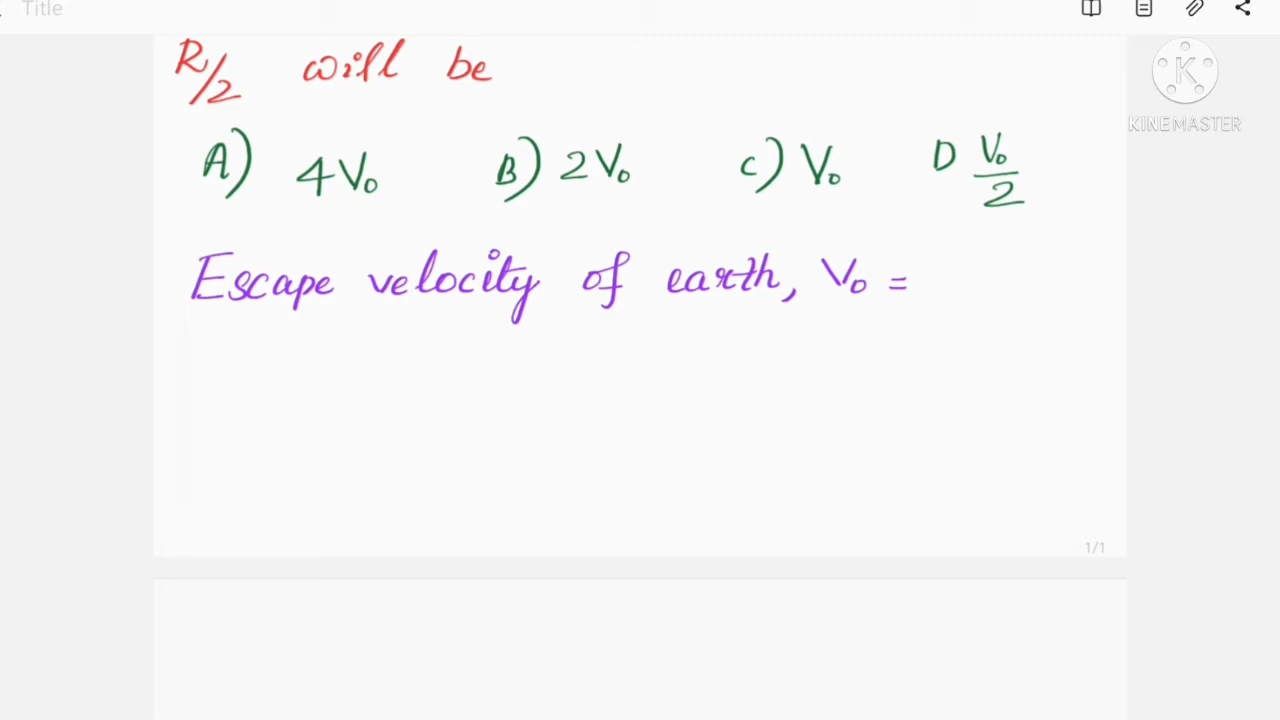 Title
R/2 will be
A) 4V₀ B) 2V₀ C) V₀ D V₀/2
Escape velocity of earth, V₀ =
1/1
K
KINEMASTER